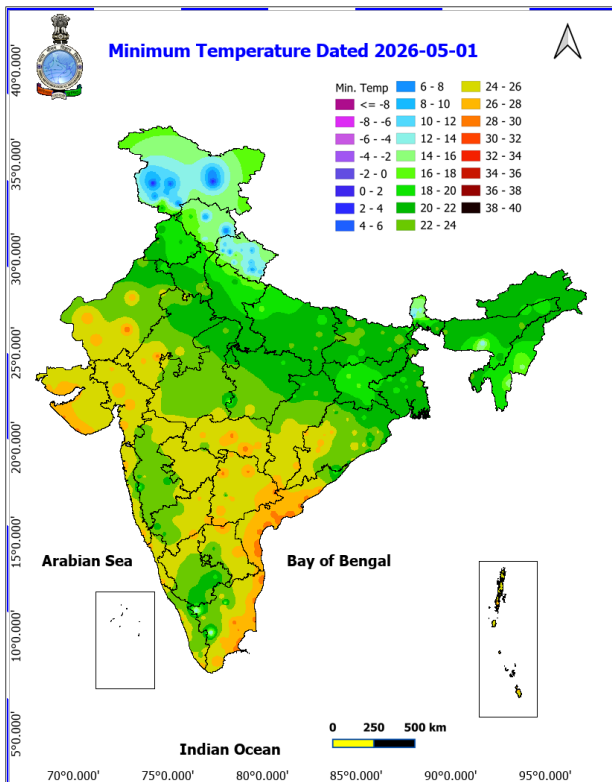 Minimum Temperature Dated 2026-05-01
Min. Temp
<= -8
-8 - -6
-6 - -4
-4 - -2
-2 - 0
0 - 2
2 - 4
4 - 6
6 - 8
8 - 10
10 - 12
12 - 14
14 - 16
16 - 18
18 - 20
20 - 22
22 - 24
24 - 26
26 - 28
28 - 30
30 - 32
32 - 34
34 - 36
36 - 38
38 - 40
40°0.000'
35°0.000'
30°0.000'
25°0.000'
20°0.000'
15°0.000'
10°0.000'
5°0.000'
Arabian Sea
Bay of Bengal
0 250 500 km
Indian Ocean
70°0.000' 75°0.000' 80°0.000' 85°0.000' 90°0.000' 95°0.000'